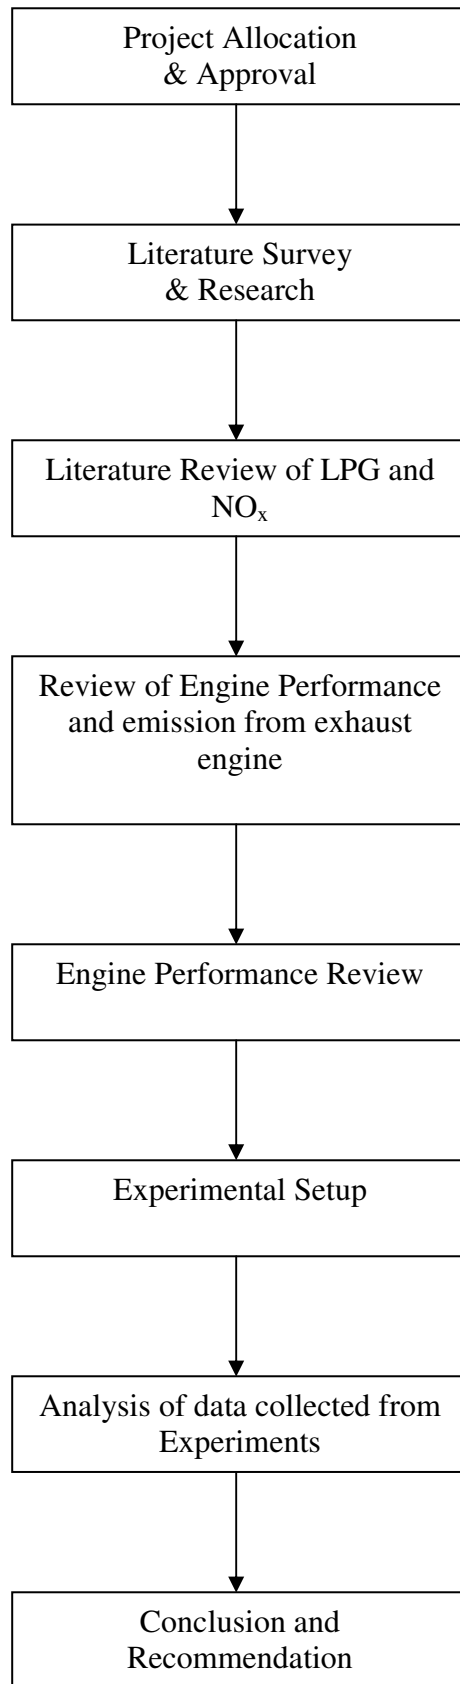 Project Allocation
& Approval
Literature Survey
& Research
Literature Review of LPG and
NOₓ
Review of Engine Performance
and emission from exhaust
engine
Engine Performance Review
Experimental Setup
Analysis of data collected from
Experiments
Conclusion and
Recommendation